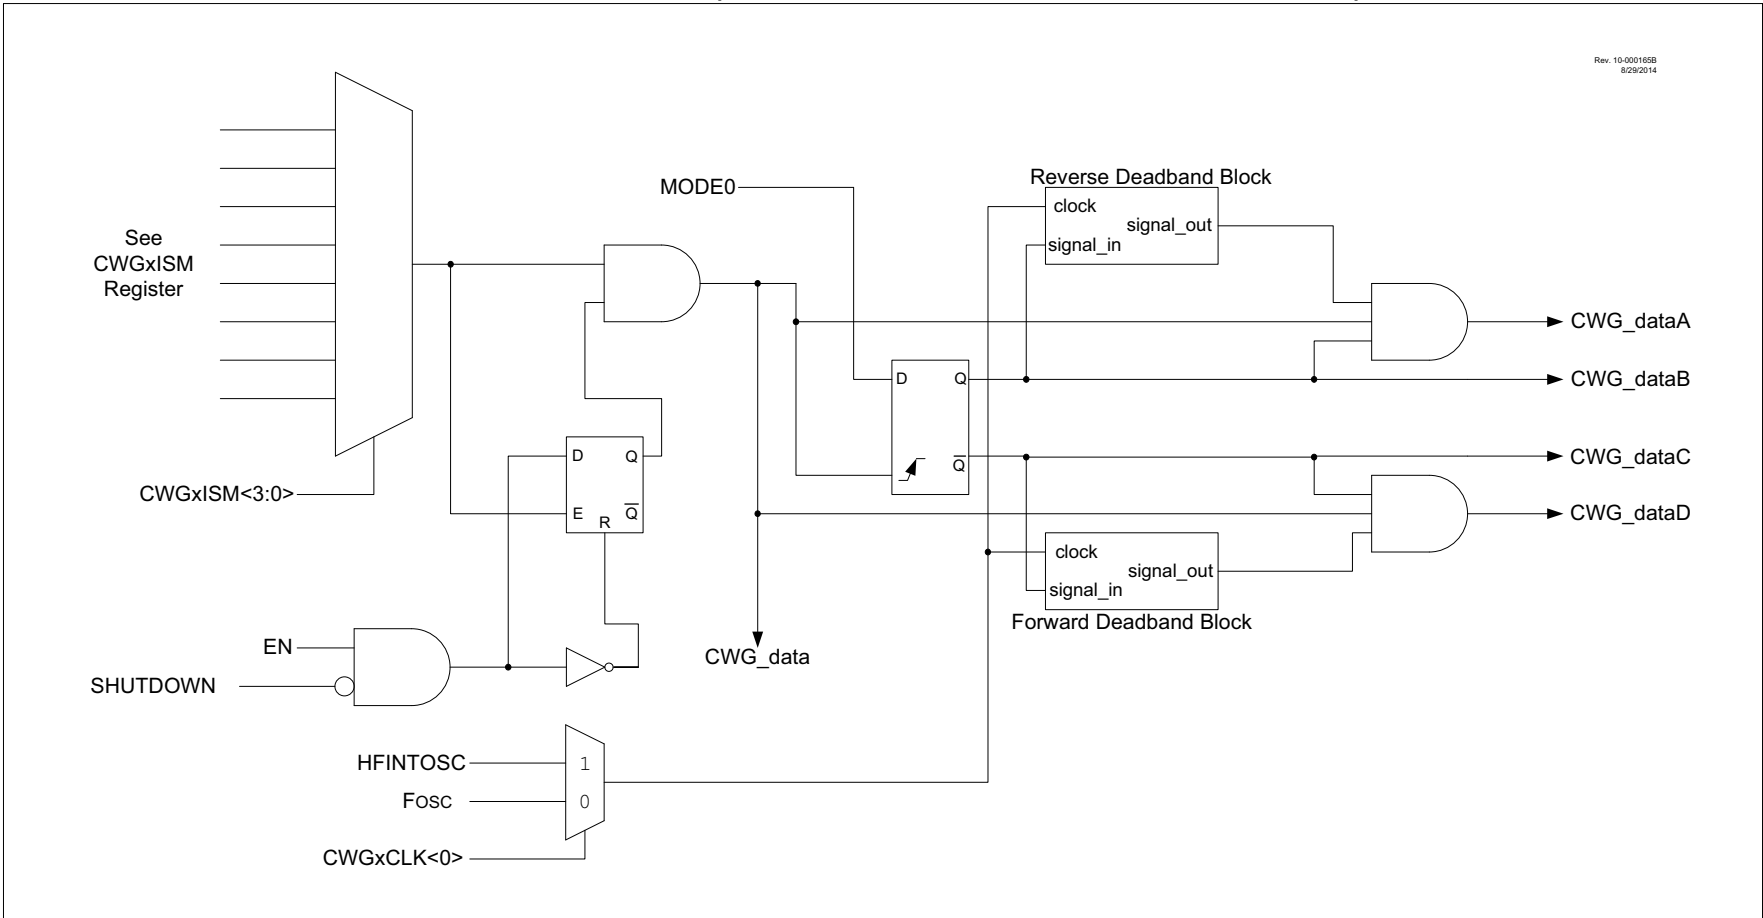 Rev. 10-000165B
8/29/2014
See
CWGxISM
Register
CWGxISM<3:0>
MODE0
Reverse Deadband Block
clock
signal_out
signal_in
CWG_dataA
D
Q
CWG_dataB
Q
CWG_dataC
D
Q
E
R
Q
CWG_dataD
clock
signal_out
signal_in
Forward Deadband Block
CWG_data
EN
SHUTDOWN
HFINTOSC
1
FOSC
0
CWGxCLK<0>